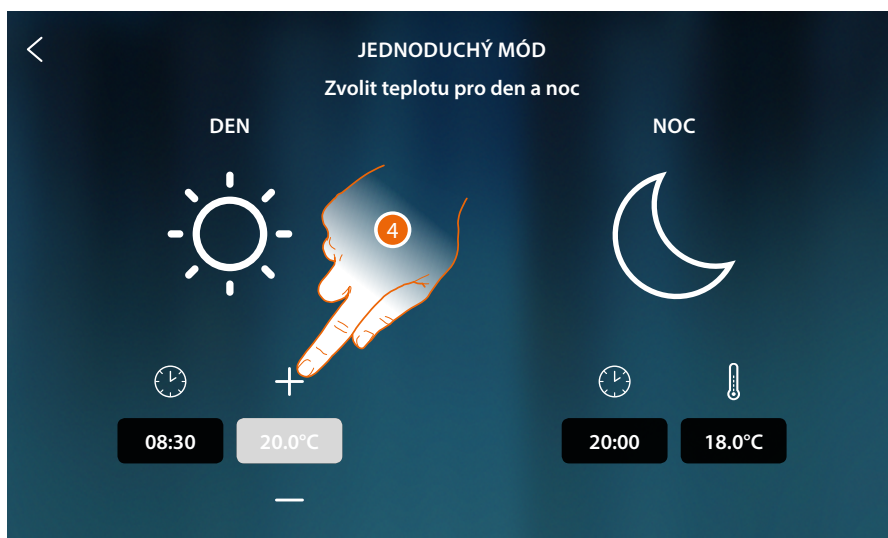 JEDNODUCHÝ MÓD
Zvolit teplotu pro den a noc
DEN
NOC
4
08:30
20.0°C
20:00
18.0°C